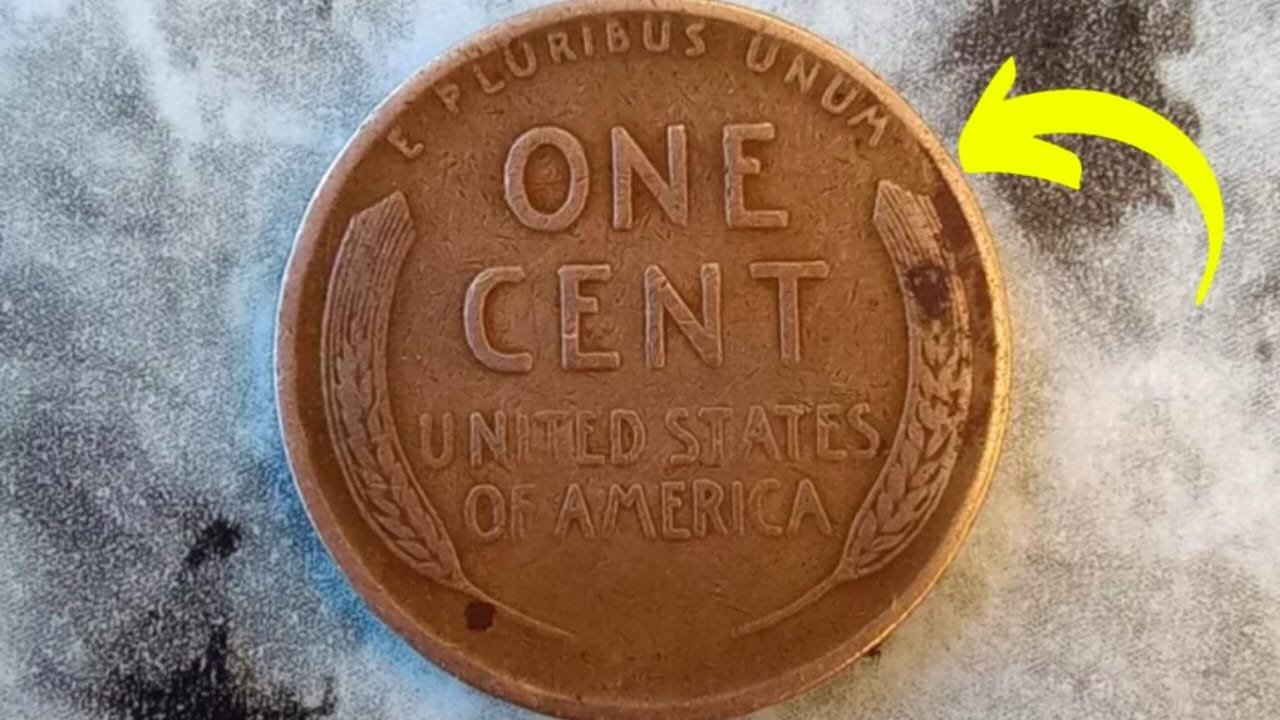 E PLURIBUS UNUM
ONE
CENT
UNITED STATES
OF AMERICA